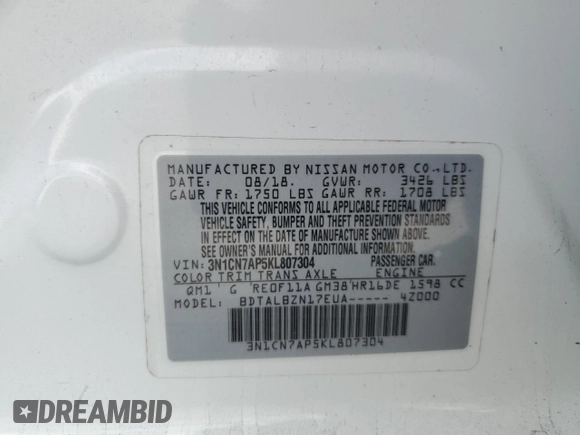 MANUFACTURED BY NISSAN MOTOR CO.,LTD.
DATE: 08/18. GVWR: 3426 LBS
GAWR FR: 1750 LBS GAWR RR: 1708 LBS
THIS VEHICLE CONFORMS TO ALL APPLICABLE FEDERAL MOTOR
VEHICLE SAFETY, BUMPER AND THEFT PREVENTION STANDARDS
IN EFFECT ON THE DATE OF MANUFACTURE SHOWN ABOVE.
SEE OWNER'S MANUAL FOR ADDITIONAL INFORMATION
VIN: 3N1CN7AP5KL807304 PASSENGER CAR.
COLOR TRIM TRANS AXLE ENGINE
QM1' G RE0F11A GM38 HR16DE 1598 CC
MODEL: BDTALBZN17EUA----- 4Z000
3N1CN7AP5KL807304
DREAMBID